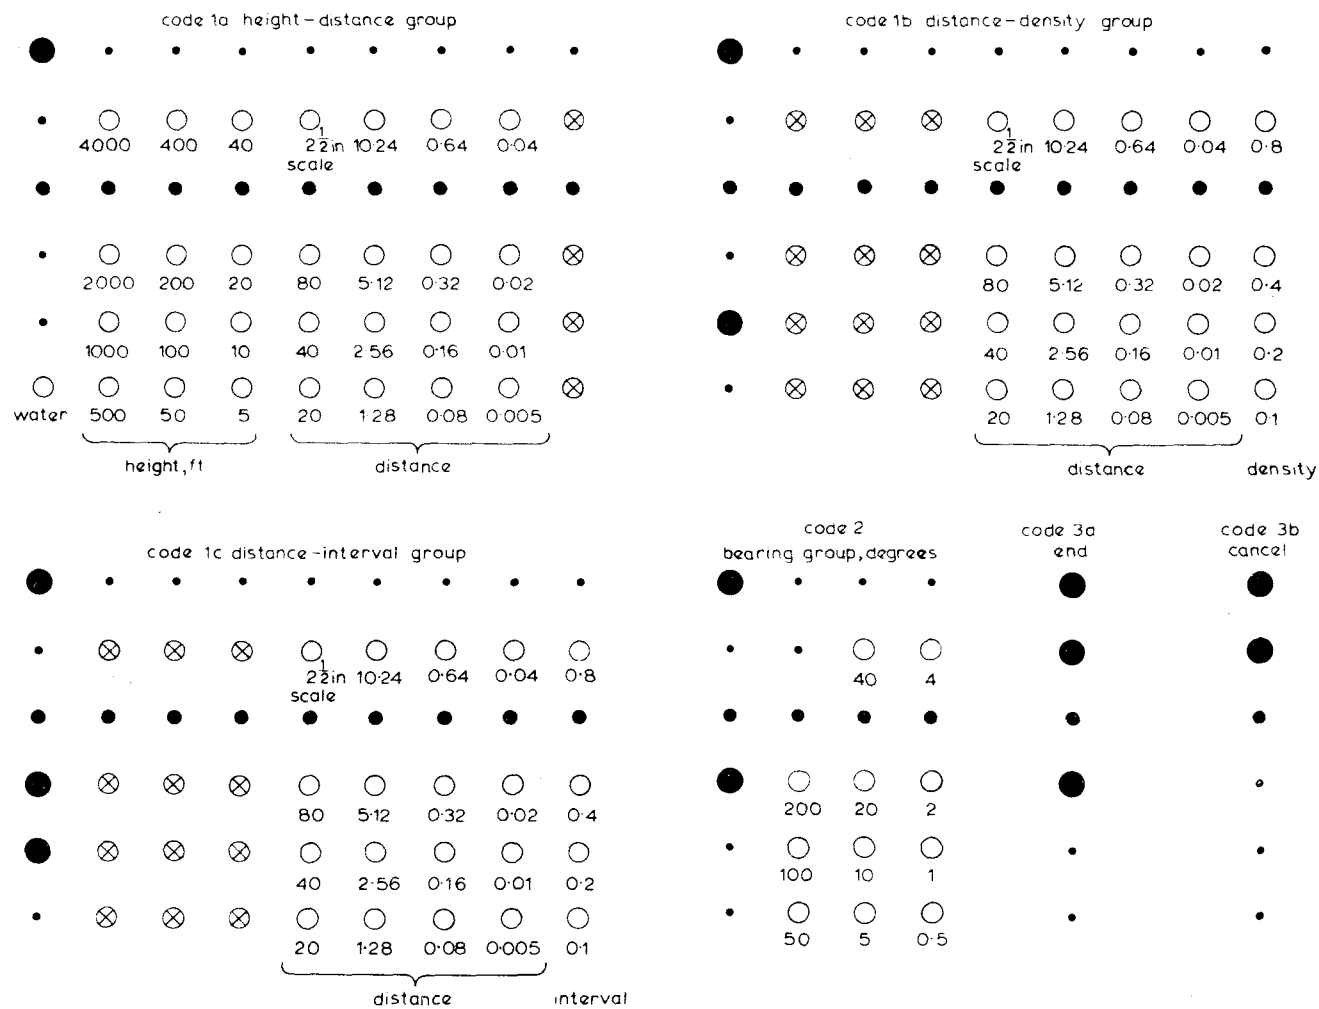 code 1a height-distance group
4000 400 40 2½in 10·24 0·64 0·04
scale
2000 200 20 80 5·12 0·32 0·02
1000 100 10 40 2·56 0·16 0·01
water 500 50 5 20 1·28 0·08 0·005
height,ft distance
code 1b distance-density group
2½in 10·24 0·64 0·04 0·8
scale
80 5·12 0·32 0·02 0·4
40 2·56 0·16 0·01 0·2
20 1·28 0·08 0·005 0·1
distance density
code 1c distance-interval group
2½in 10·24 0·64 0·04 0·8
scale
80 5·12 0·32 0·02 0·4
40 2·56 0·16 0·01 0·2
20 1·28 0·08 0·005 0·1
distance interval
code 2
bearing group, degrees
40 4
200 20 2
100 10 1
50 5 0·5
code 3a
end
code 3b
cancel